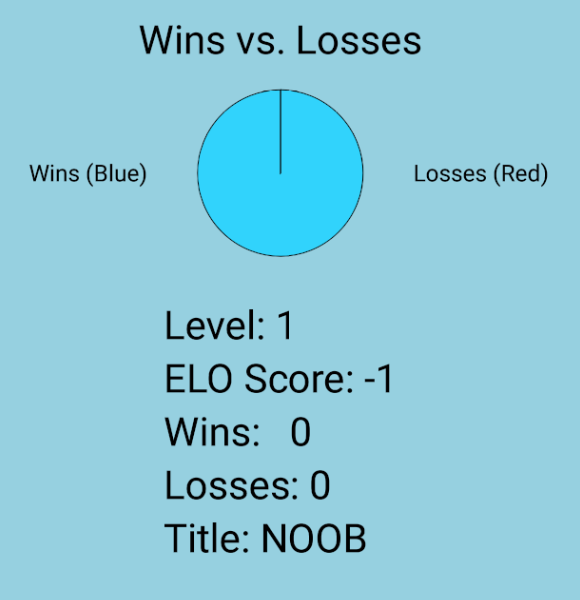 Wins vs. Losses
Wins (Blue)
Losses (Red)
Level: 1
ELO Score: -1
Wins: 0
Losses: 0
Title: NOOB